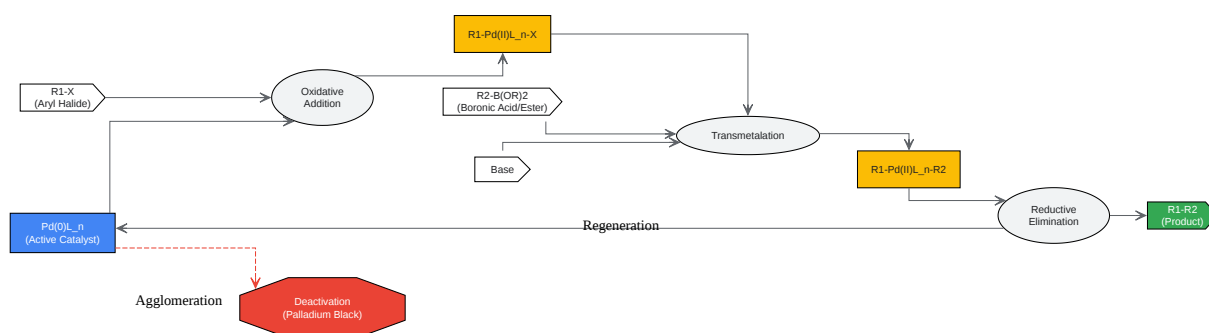 R1-Pd(II)L_n-X
R1-X
(Aryl Halide)
Oxidative
Addition
R2-B(OR)2
(Boronic Acid/Ester)
Transmetalation
Base
R1-Pd(II)L_n-R2
Pd(0)L_n
(Active Catalyst)
Regeneration
Reductive
Elimination
R1-R2
(Product)
Agglomeration
Deactivation
(Palladium Black)